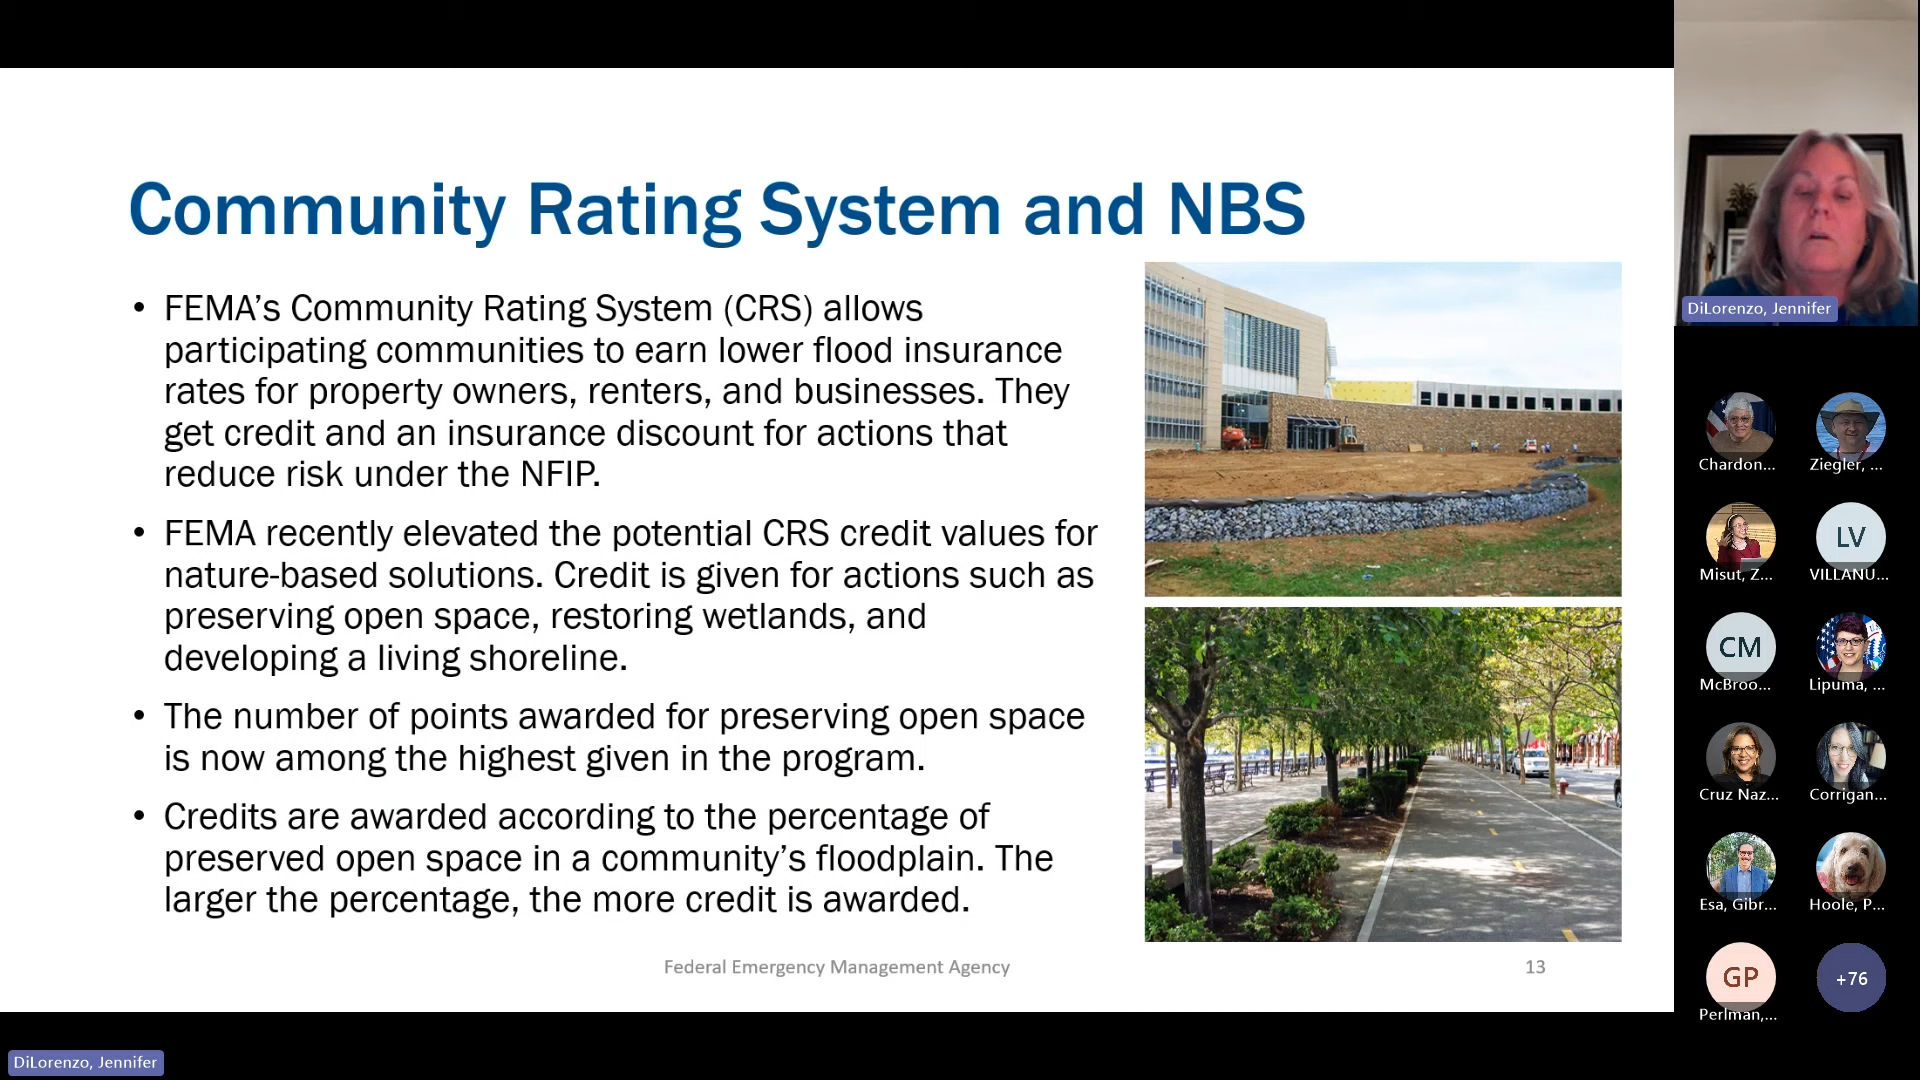 Community Rating System and NBS
• FEMA’s Community Rating System (CRS) allows
participating communities to earn lower flood insurance
rates for property owners, renters, and businesses. They
get credit and an insurance discount for actions that
reduce risk under the NFIP.
• FEMA recently elevated the potential CRS credit values for
nature-based solutions. Credit is given for actions such as
preserving open space, restoring wetlands, and
developing a living shoreline.
• The number of points awarded for preserving open space
is now among the highest given in the program.
• Credits are awarded according to the percentage of
preserved open space in a community’s floodplain. The
larger the percentage, the more credit is awarded.
Federal Emergency Management Agency
13
DiLorenzo, Jennifer
Chardon...
Ziegler, ...
Misut, Z...
LV
VILLANU...
CM
McBroo...
Lipuma, ...
Cruz Naz...
Corrigan...
Esa, Gibr...
Hoole, P...
GP
Perlman,...
+76
DiLorenzo, Jennifer